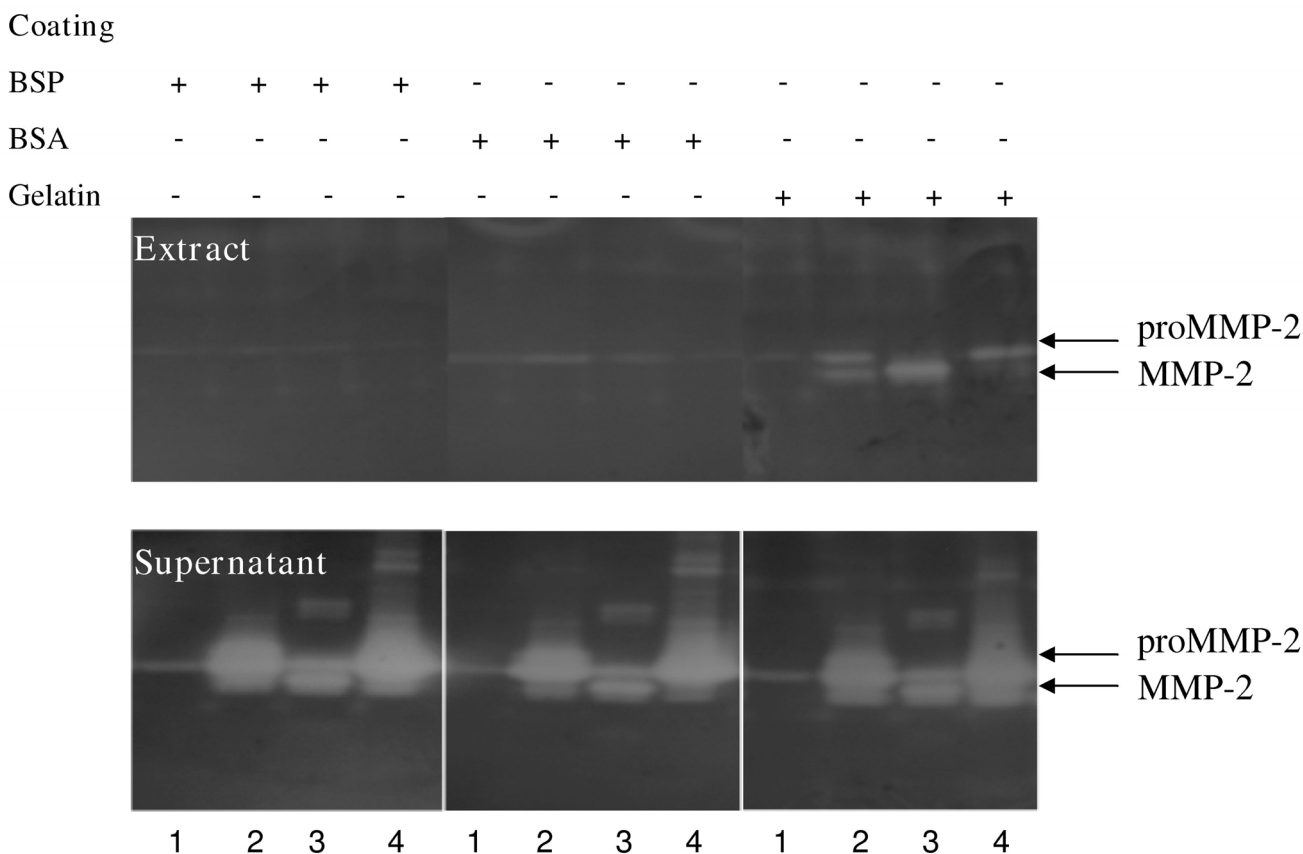 Coating
BSP + + + + - - - - - - - -
BSA - - - - + + + + - - - -
Gelatin - - - - - - - - + + + +
Extract
proMMP-2
MMP-2
Supernatant
proMMP-2
MMP-2
1 2 3 4 1 2 3 4 1 2 3 4